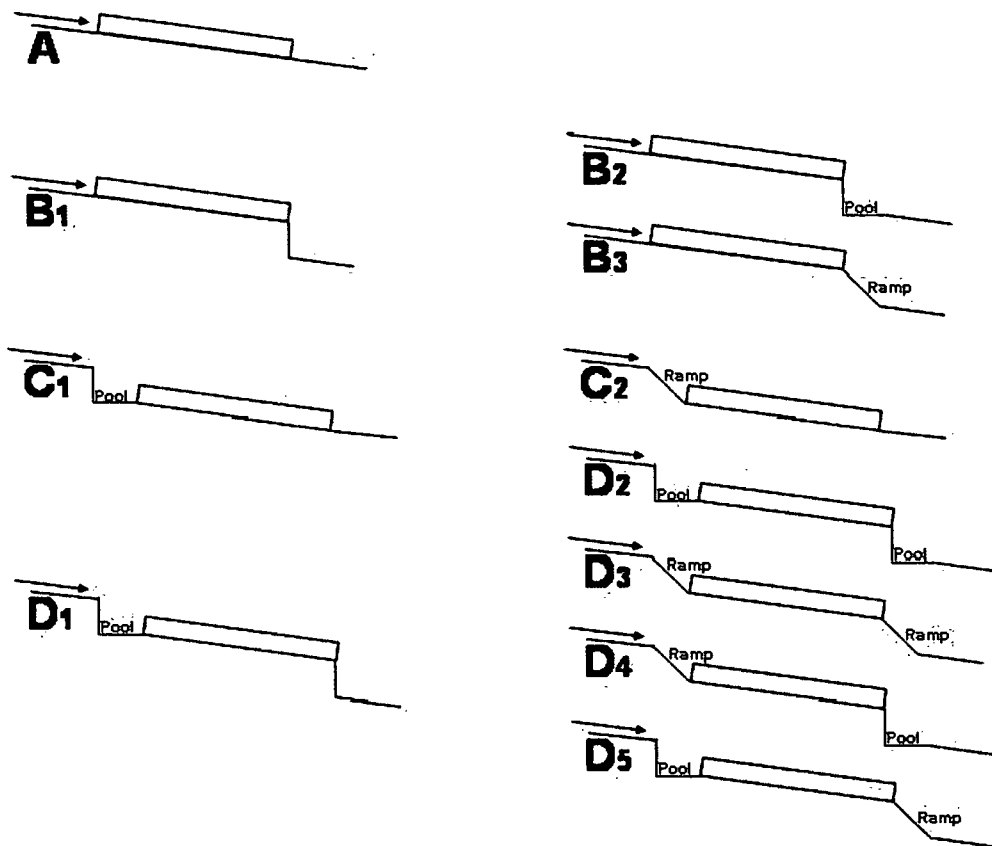 A
B1
B2
Pool
B3
Ramp
C1
Pool
C2
Ramp
D2
Pool
Pool
D3
Ramp
Ramp
D1
Pool
D4
Ramp
Pool
D5
Pool
Ramp